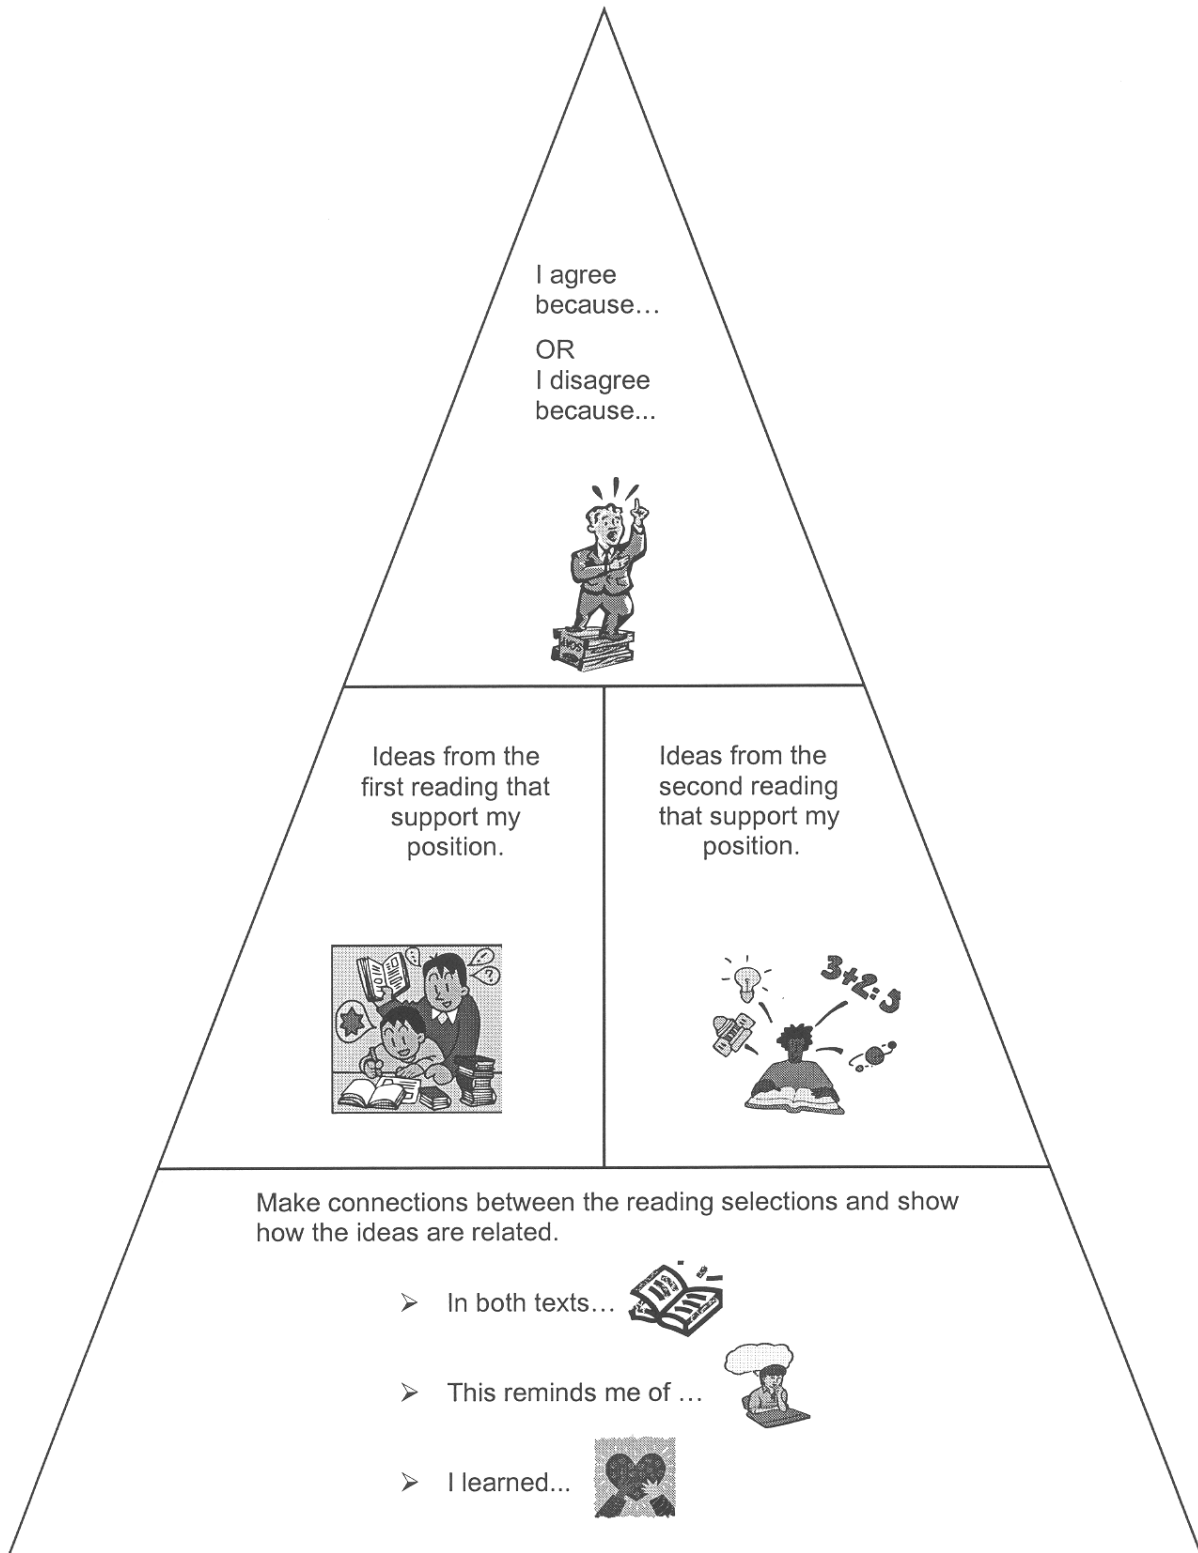 I agree
because…
OR
I disagree
because...
Ideas from the
first reading that
support my
position.
Ideas from the
second reading
that support my
position.
3+2=5
Make connections between the reading selections and show
how the ideas are related.
➢ In both texts…
➢ This reminds me of …
➢ I learned...